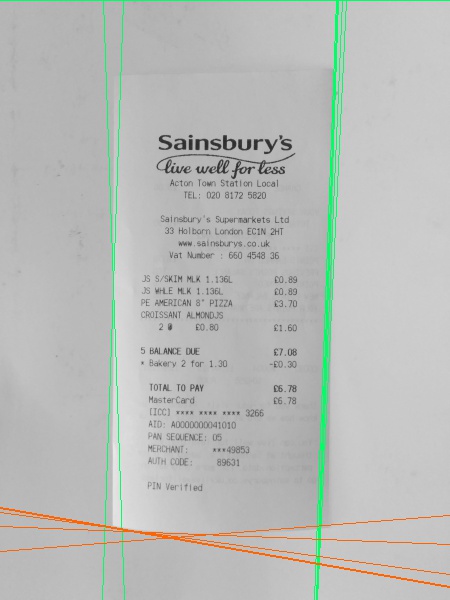 Sainsbury's
live well for less
Acton Town Station Local
TEL: 020 8172 5820
Sainsbury's Supermarkets Ltd
33 Holborn London EC1N 2HT
www.sainsburys.co.uk
Vat Number : 660 4548 36
JS S/SKIM MLK 1.136L £0.89
JS WHLE MLK 1.136L £0.89
PE AMERICAN 8" PIZZA £3.70
CROISSANT ALMONDJS
2 @ £0.80 £1.60
5 BALANCE DUE £7.08
* Bakery 2 for 1.30 -£0.30
TOTAL TO PAY £6.78
MasterCard £6.78
[ICC] **** **** **** 3266
AID: A0000000041010
PAN SEQUENCE: 05
MERCHANT: ***49853
AUTH CODE: 89631
PIN Verified